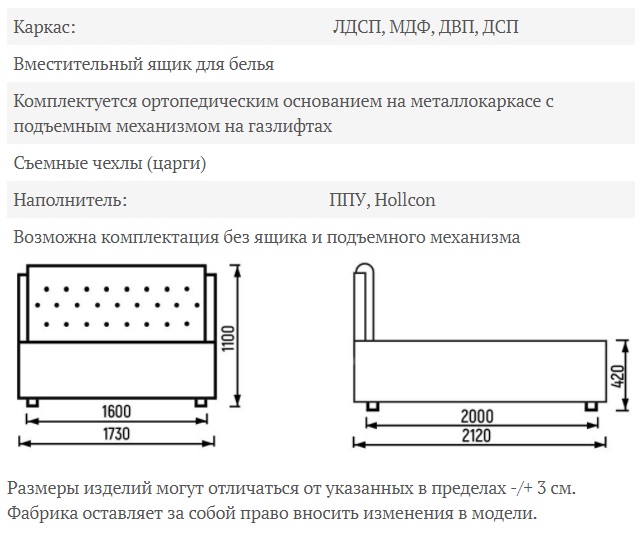 Каркас: ЛДСП, МДФ, ДВП, ДСП
Вместительный ящик для белья
Комплектуется ортопедическим основанием на металлокаркасе с
подъемным механизмом на газлифтах
Съемные чехлы (царги)
Наполнитель: ППУ, Hollcon
Возможна комплектация без ящика и подъемного механизма
1100
1600
1730
420
2000
2120
Размеры изделий могут отличаться от указанных в пределах -/+ 3 см.
Фабрика оставляет за собой право вносить изменения в модели.